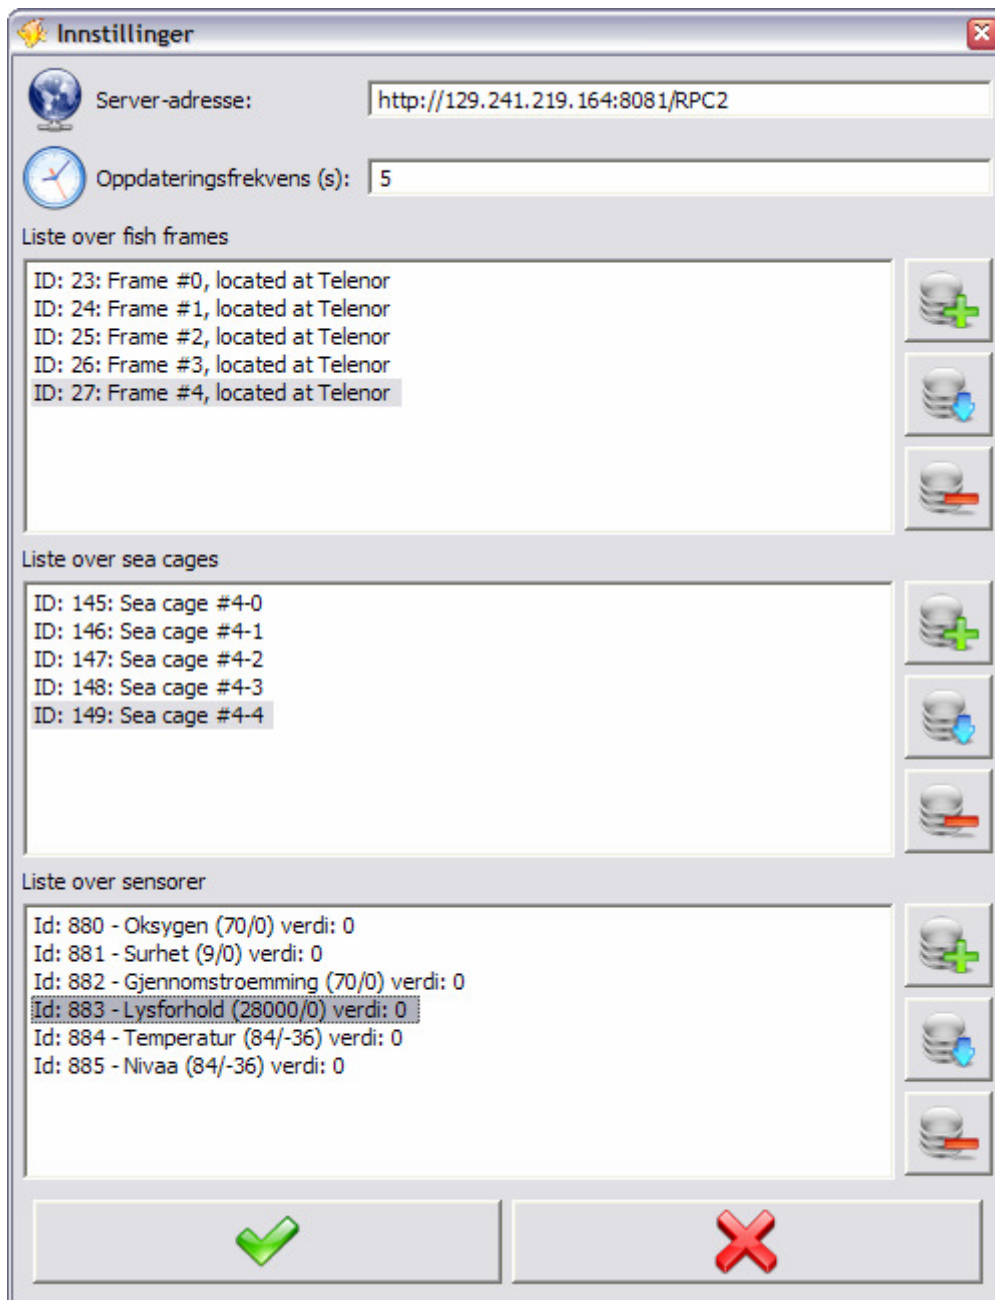 Innstillinger
Server-adresse: http://129.241.219.164:8081/RPC2
Oppdateringsfrekvens (s): 5
Liste over fish frames
ID: 23: Frame #0, located at Telenor
ID: 24: Frame #1, located at Telenor
ID: 25: Frame #2, located at Telenor
ID: 26: Frame #3, located at Telenor
ID: 27: Frame #4, located at Telenor
Liste over sea cages
ID: 145: Sea cage #4-0
ID: 146: Sea cage #4-1
ID: 147: Sea cage #4-2
ID: 148: Sea cage #4-3
ID: 149: Sea cage #4-4
Liste over sensorer
Id: 880 - Oksygen (70/0) verdi: 0
Id: 881 - Surhet (9/0) verdi: 0
Id: 882 - Gjennomstroemming (70/0) verdi: 0
Id: 883 - Lysforhold (28000/0) verdi: 0
Id: 884 - Temperatur (84/-36) verdi: 0
Id: 885 - Nivaa (84/-36) verdi: 0